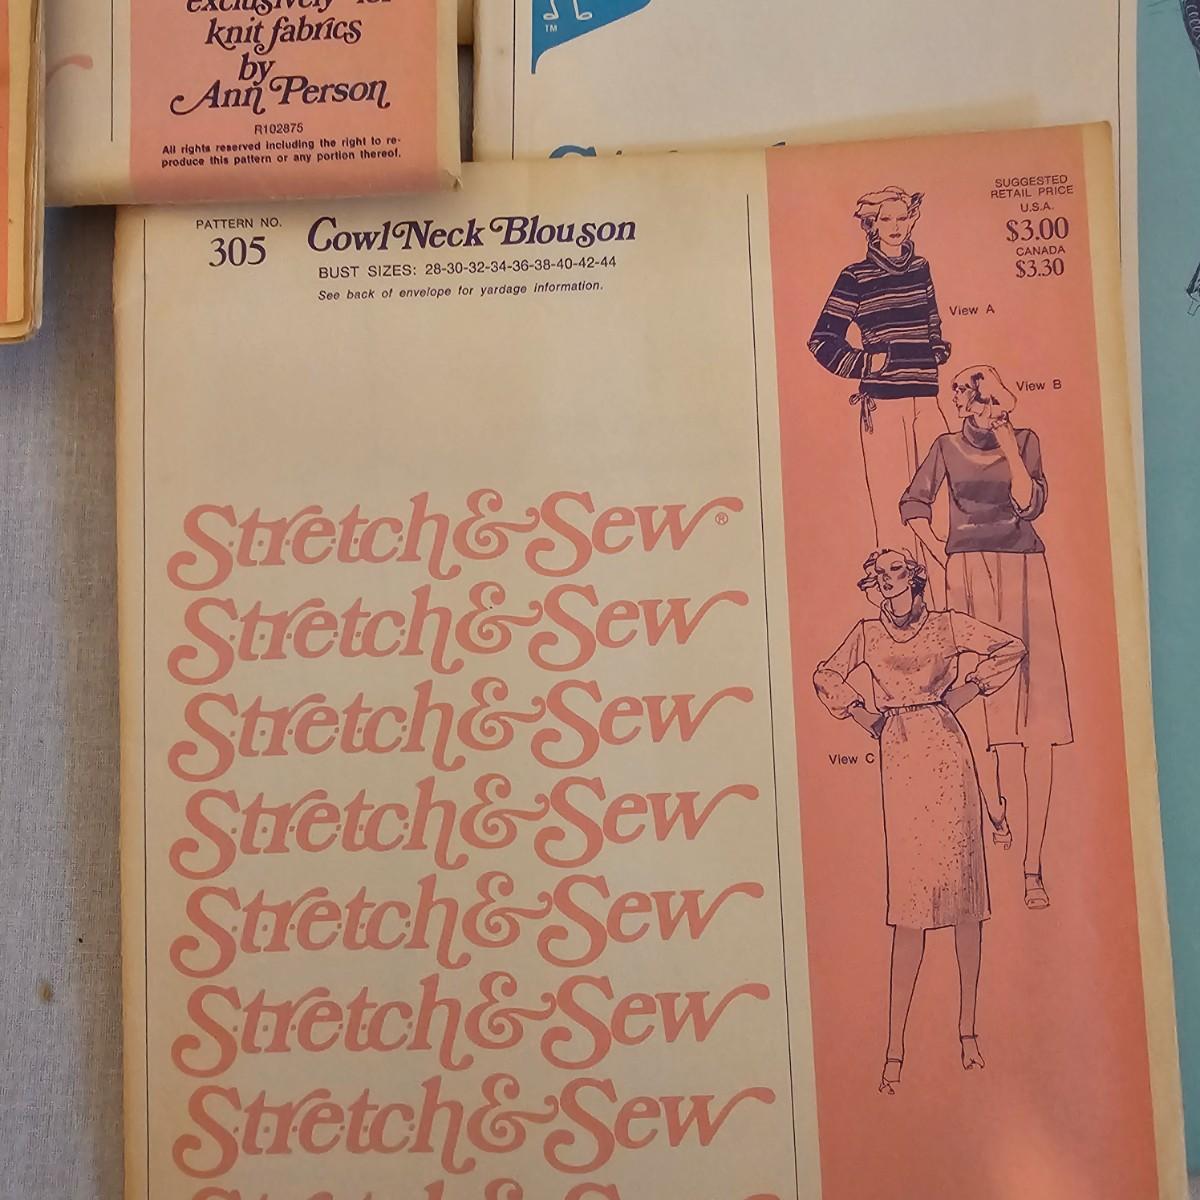 knit fabrics
by
Ann Person
R102875
All rights reserved including the right to re-
produce this pattern or any portion thereof.
TM
PATTERN NO.
305
Cowl Neck Blouson
BUST SIZES: 28-30-32-34-36-38-40-42-44
See back of envelope for yardage information.
SUGGESTED
RETAIL PRICE
U.S.A.
$3.00
CANADA
$3.30
View A
View B
View C
Stretch & Sew®
Stretch & Sew
Stretch & Sew
Stretch & Sew
Stretch & Sew
Stretch & Sew
Stretch & Sew